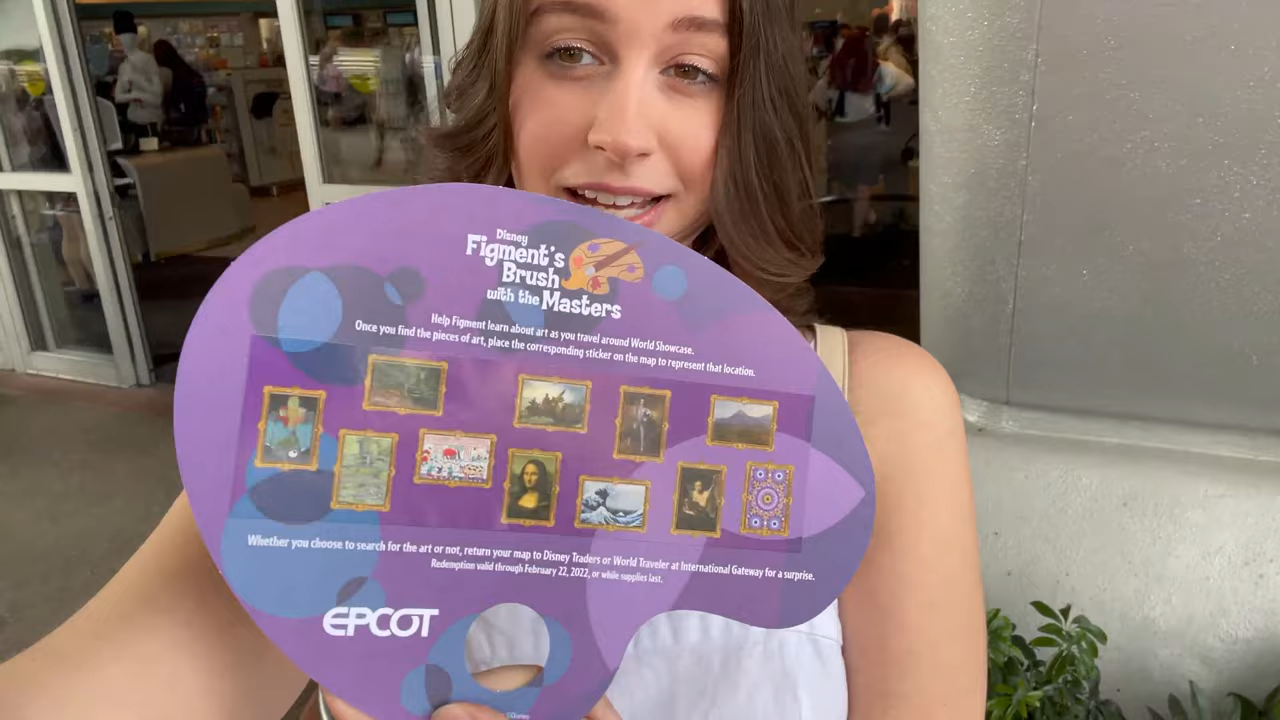 Disney
Figment's
Brush
with the Masters
Help Figment learn about art as you travel around World Showcase.
Once you find the pieces of art, place the corresponding sticker on the map to represent that location.
Whether you choose to search for the art or not, return your map to Disney Traders or World Traveler at International Gateway for a surprise.
Redemption valid through February 22, 2022, or while supplies last.
EPCOT
©Disney